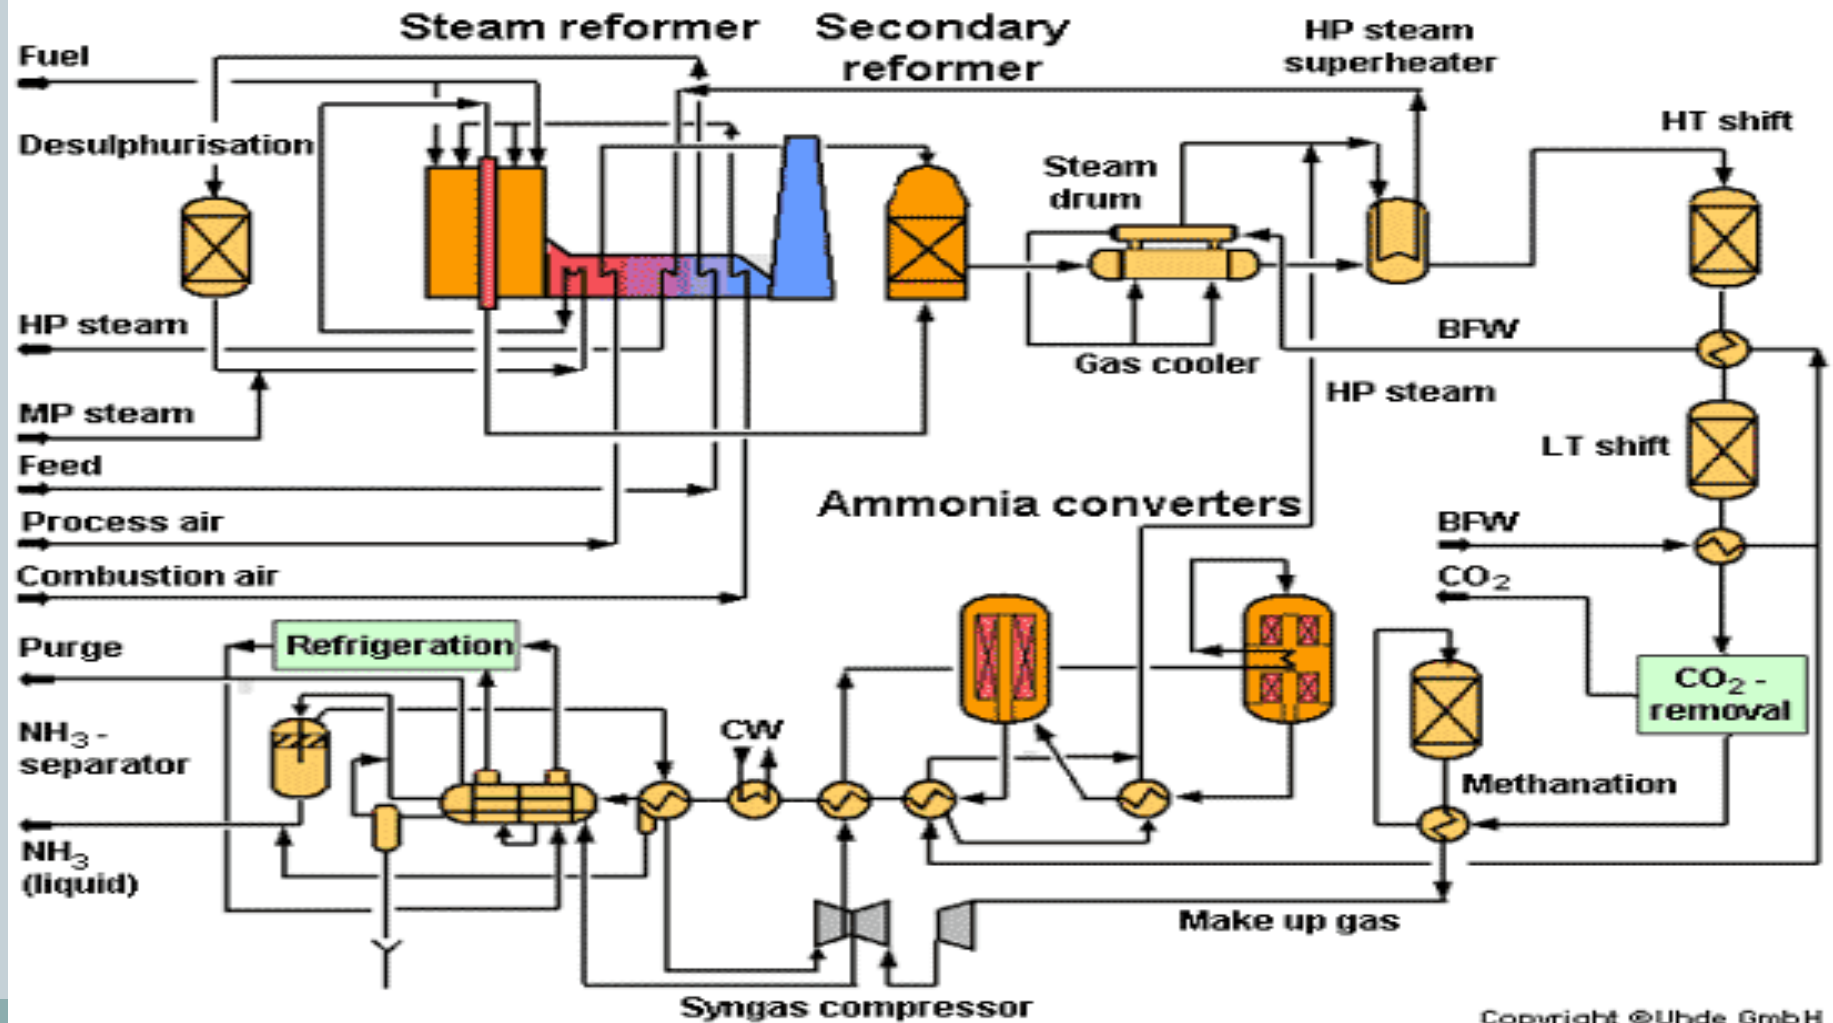 Steam reformer
Secondary
reformer
HP steam
superheater
Fuel
HT shift
Desulphurisation
Steam
drum
HP steam
BFW
Gas cooler
HP steam
MP steam
LT shift
Feed
Ammonia converters
Process air
BFW
Combustion air
CO2
Purge
Refrigeration
CO2 -
removal
NH3 -
separator
CW
Methanation
NH3
(liquid)
Make up gas
Syngas compressor
Copyright ©Uhde GmbH